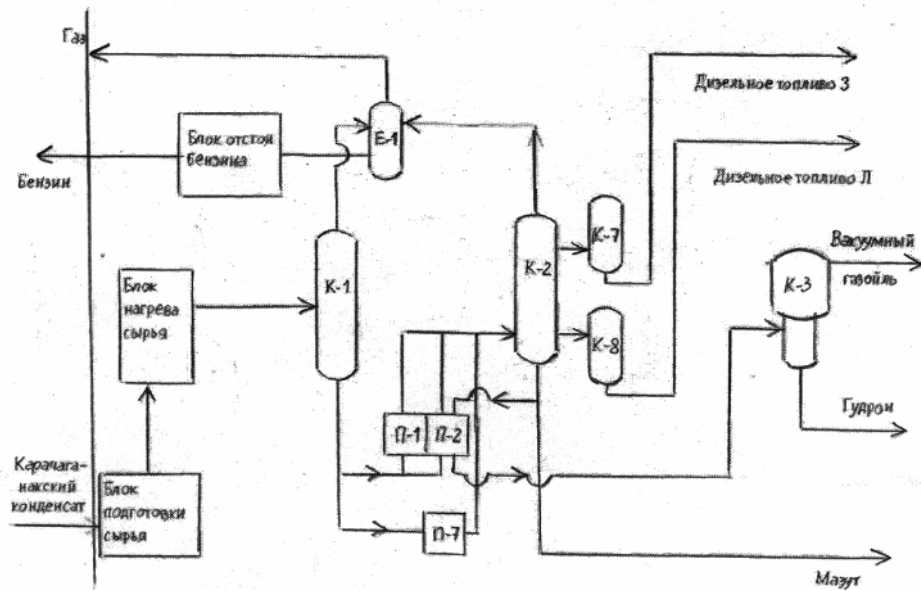 Газ
Дизельное топливо З
Е-1
Блок отстоя
бензина
Бензин
Дизельное топливо Л
К-7
Вакуумный
газойль
К-1
К-2
К-3
Блок
нагрева
сырья
К-8
П-1
П-2
Гудрон
Карачага-
накский
конденсат
Блок
подготовки
сырья
П-7
Мазут